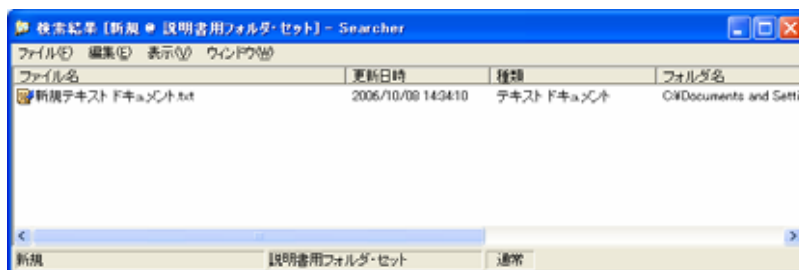 検索結果 [新規 @ 説明書用フォルダ・セット] - Searcher
ファイル(F) 編集(E) 表示(V) ウィンドウ(W)
ファイル名 更新日時 種類 フォルダ名
新規テキスト ドキュメント.txt 2006/10/08 14:34:10 テキスト ドキュメント C:¥Documents and Setti
新規 説明書用フォルダ・セット 通常